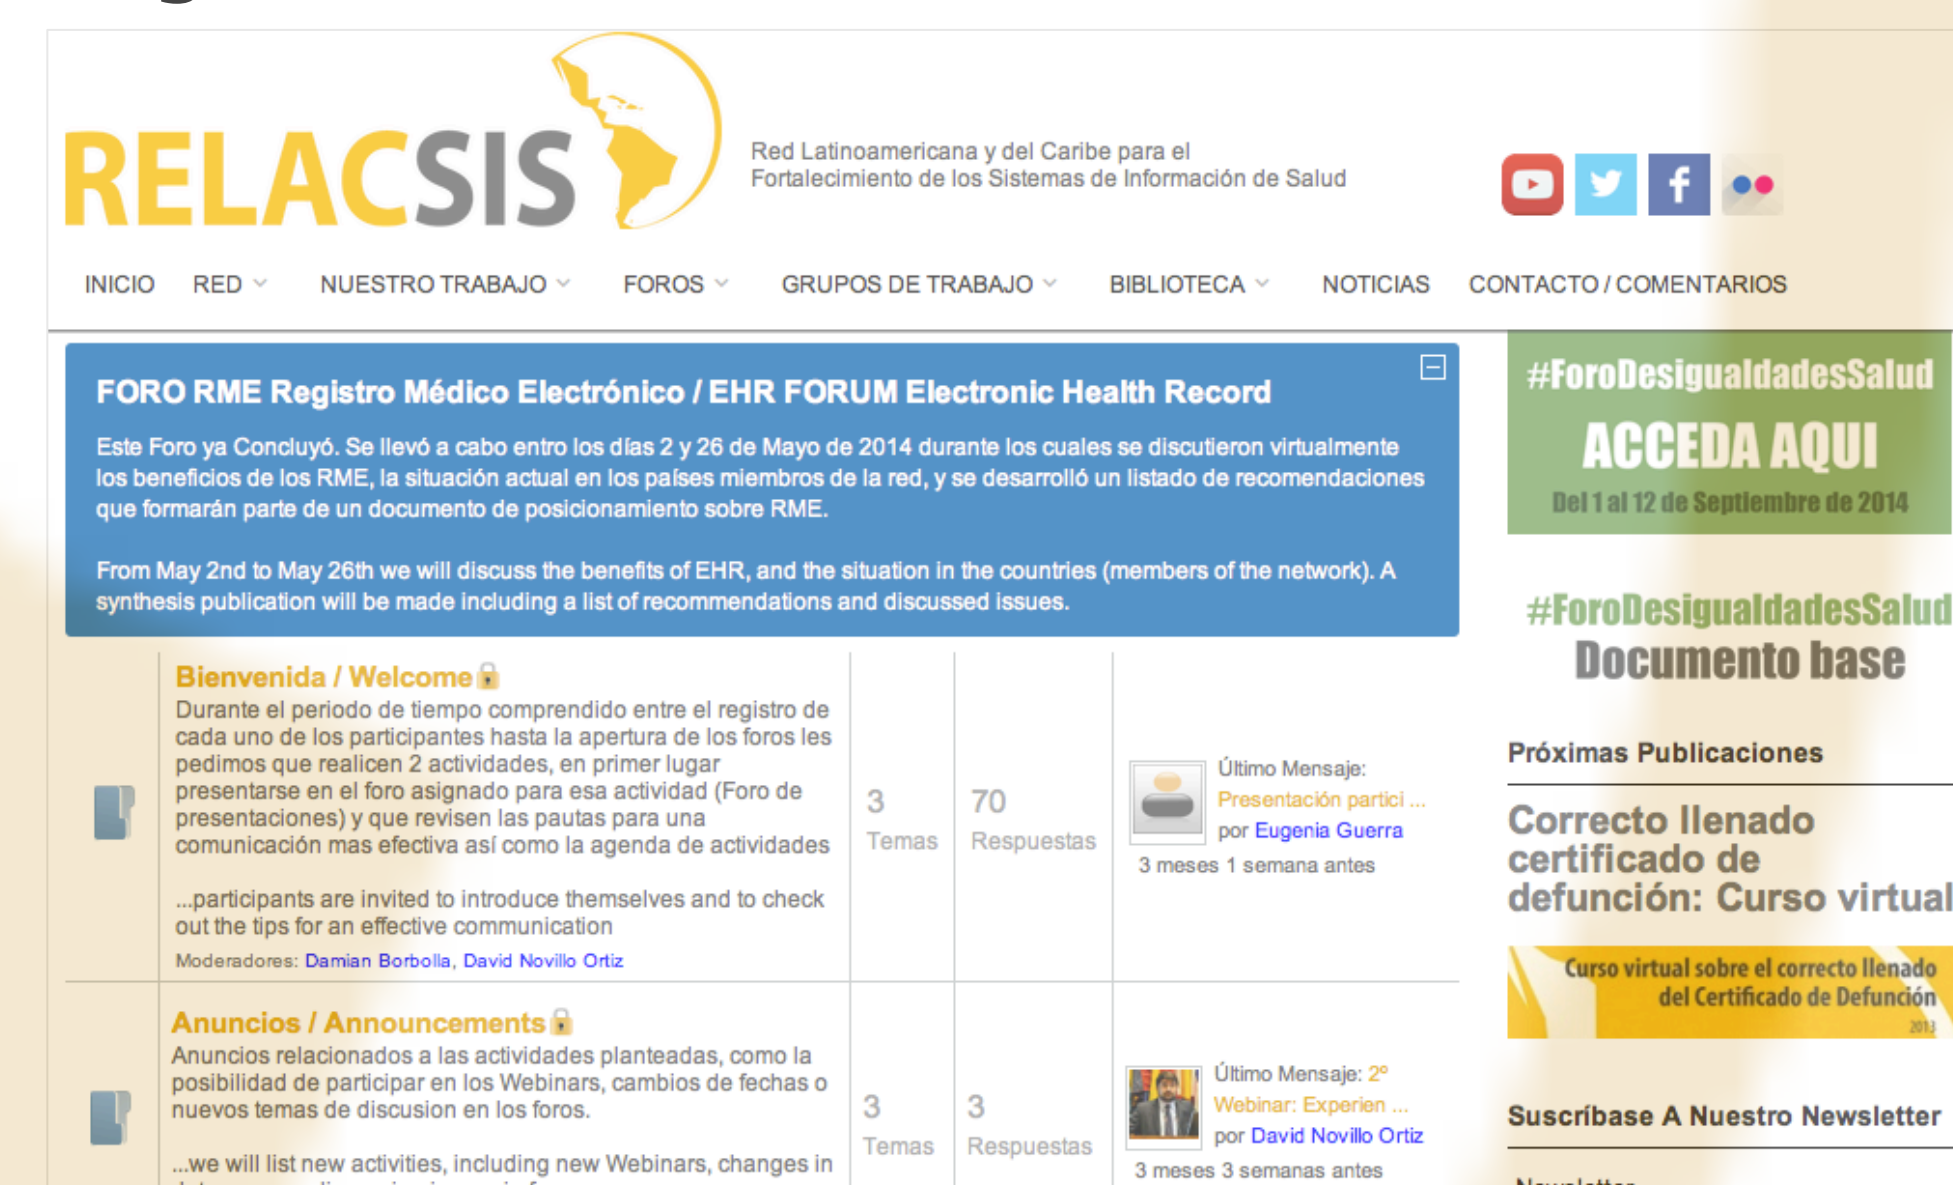 RELACSIS
Red Latinoamericana y del Caribe para el
Fortalecimiento de los Sistemas de Información de Salud
INICIO RED NUESTRO TRABAJO FOROS GRUPOS DE TRABAJO BIBLIOTECA NOTICIAS CONTACTO / COMENTARIOS
FORO RME Registro Médico Electrónico / EHR FORUM Electronic Health Record
Este Foro ya Concluyó. Se llevó a cabo entro los días 2 y 26 de Mayo de 2014 durante los cuales se discutieron virtualmente
los beneficios de los RME, la situación actual en los países miembros de la red, y se desarrolló un listado de recomendaciones
que formarán parte de un documento de posicionamiento sobre RME.
From May 2nd to May 26th we will discuss the benefits of EHR, and the situation in the countries (members of the network). A
synthesis publication will be made including a list of recommendations and discussed issues.
Bienvenida / Welcome
Durante el periodo de tiempo comprendido entre el registro de
cada uno de los participantes hasta la apertura de los foros les
pedimos que realicen 2 actividades, en primer lugar
presentarse en el foro asignado para esa actividad (Foro de
presentaciones) y que revisen las pautas para una
comunicación mas efectiva así como la agenda de actividades
...participants are invited to introduce themselves and to check
out the tips for an effective communication
Moderadores: Damian Borbolla, David Novillo Ortiz
3
Temas
70
Respuestas
Último Mensaje:
Presentación partici ...
por Eugenia Guerra
3 meses 1 semana antes
Anuncios / Announcements
Anuncios relacionados a las actividades planteadas, como la
posibilidad de participar en los Webinars, cambios de fechas o
nuevos temas de discusion en los foros.
...we will list new activities, including new Webinars, changes in
3
Temas
3
Respuestas
Último Mensaje: 2º
Webinar: Experien ...
por David Novillo Ortiz
3 meses 3 semanas antes
#ForoDesigualdadesSalud
ACCEDA AQUI
Del 1 al 12 de Septiembre de 2014
#ForoDesigualdadesSalud
Documento base
Próximas Publicaciones
Correcto llenado
certificado de
defunción: Curso virtual
Curso virtual sobre el correcto llenado
del Certificado de Defunción
2013
Suscríbase A Nuestro Newsletter
Newsletter